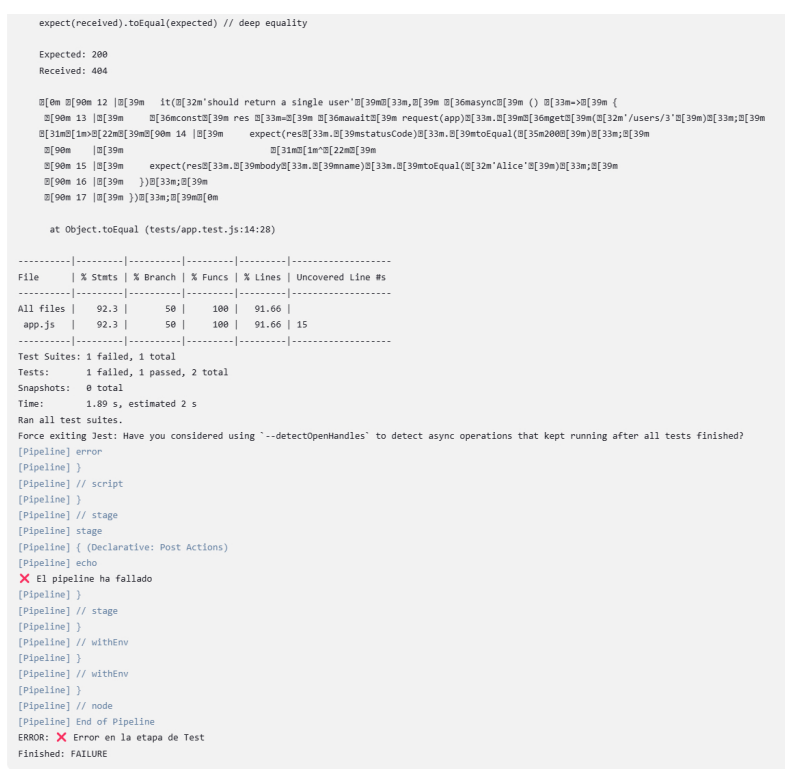 expect(received).toEqual(expected) // deep equality
Expected: 200
Received: 404
␛[0m ␛[90m 12 |␛[39m   it(␛[32m'should return a single user'␛[39m␛[33m,␛[39m ␛[36masync␛[39m () ␛[33m=>␛[39m {
␛[90m 13 |␛[39m     ␛[36mconst␛[39m res ␛[33m=␛[39m ␛[36mawait␛[39m request(app)␛[33m.␛[39m␛[36mget␛[39m(␛[32m'/users/3'␛[39m)␛[33m;␛[39m
␛[31m␛[1m>␛[22m␛[39m␛[90m 14 |␛[39m     expect(res␛[33m.␛[39mstatusCode)␛[33m.␛[39mtoEqual(␛[35m200␛[39m)␛[33m;␛[39m
␛[90m    |␛[39m                            ␛[31m␛[1m^␛[22m␛[39m
␛[90m 15 |␛[39m     expect(res␛[33m.␛[39mbody␛[33m.␛[39mname)␛[33m.␛[39mtoEqual(␛[32m'Alice'␛[39m)␛[33m;␛[39m
␛[90m 16 |␛[39m   })␛[33m;␛[39m
␛[90m 17 |␛[39m })␛[33m;␛[39m␛[0m
at Object.toEqual (tests/app.test.js:14:28)
----------|---------|----------|---------|---------|-------------------
File      | % Stmts | % Branch | % Funcs | % Lines | Uncovered Line #s
----------|---------|----------|---------|---------|-------------------
All files |    92.3 |       50 |     100 |   91.66 |
 app.js   |    92.3 |       50 |     100 |   91.66 | 15
----------|---------|----------|---------|---------|-------------------
Test Suites: 1 failed, 1 total
Tests:       1 failed, 1 passed, 2 total
Snapshots:   0 total
Time:        1.89 s, estimated 2 s
Ran all test suites.
Force exiting Jest: Have you considered using `--detectOpenHandles` to detect async operations that kept running after all tests finished?
[Pipeline] error
[Pipeline] }
[Pipeline] // script
[Pipeline] }
[Pipeline] // stage
[Pipeline] stage
[Pipeline] { (Declarative: Post Actions)
[Pipeline] echo
❌ El pipeline ha fallado
[Pipeline] }
[Pipeline] // stage
[Pipeline] }
[Pipeline] // withEnv
[Pipeline] }
[Pipeline] // withEnv
[Pipeline] }
[Pipeline] // node
[Pipeline] End of Pipeline
ERROR: ❌ Error en la etapa de Test
Finished: FAILURE